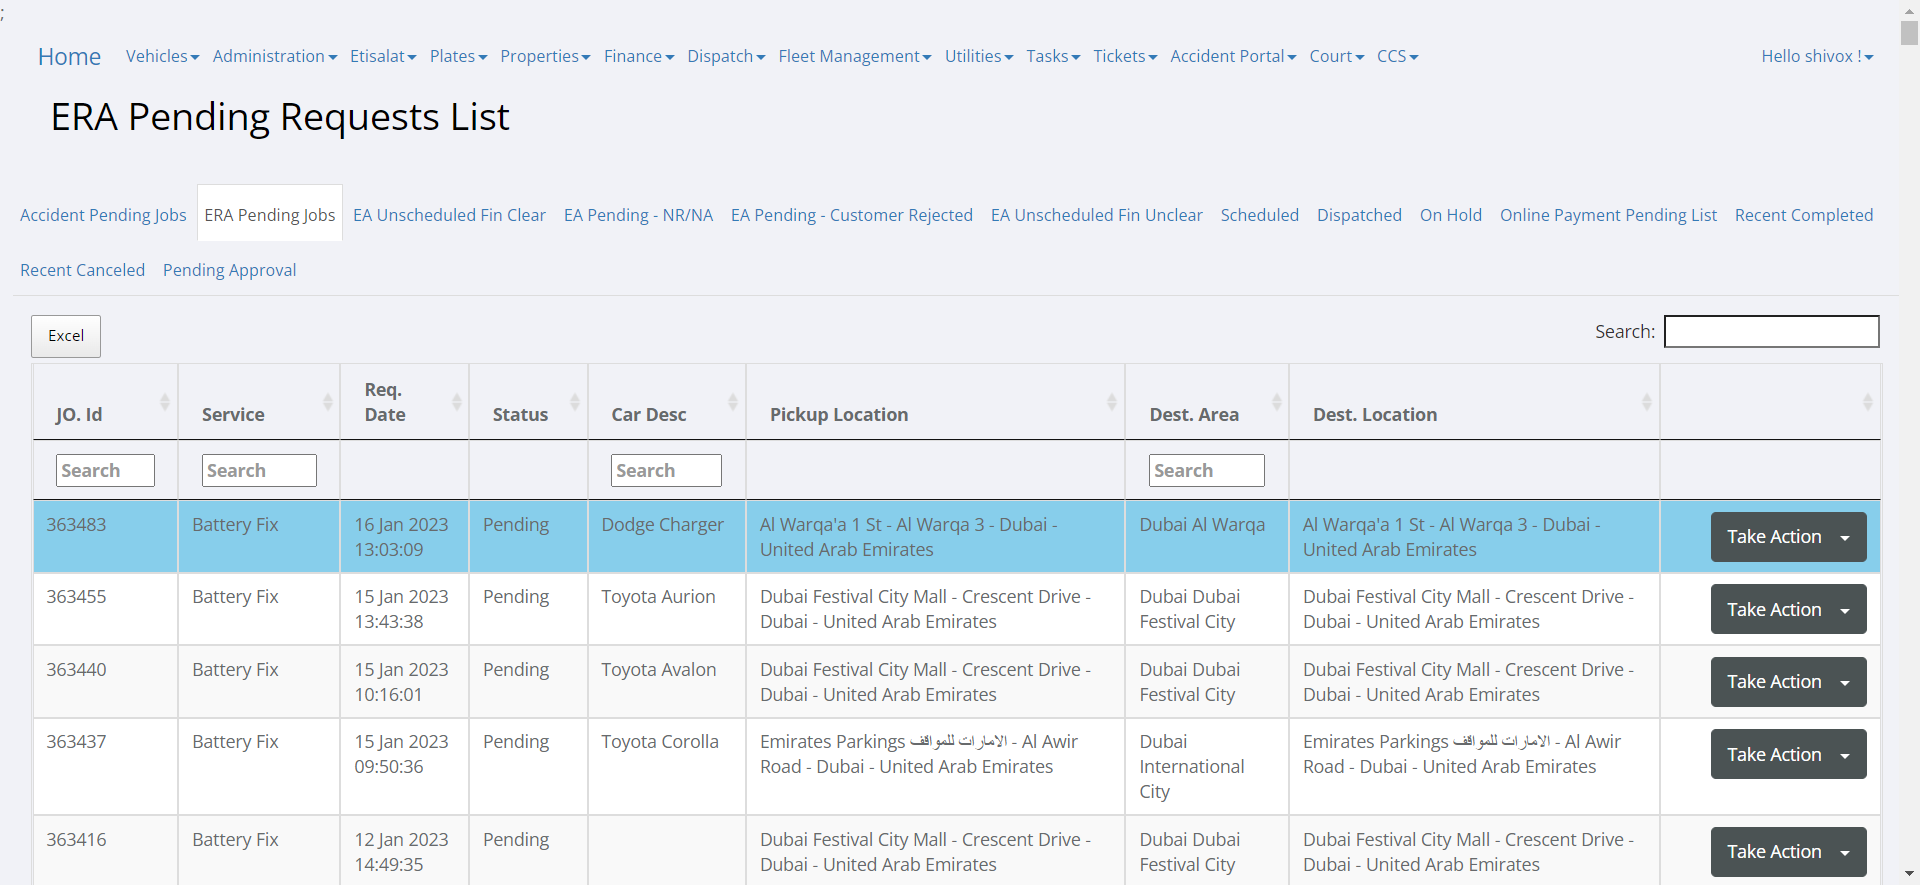 ;
Home Vehicles Administration Etisalat Plates Properties Finance Dispatch Fleet Management Utilities Tasks Tickets Accident Portal Court CCS Hello shivox !
ERA Pending Requests List
Accident Pending Jobs ERA Pending Jobs EA Unscheduled Fin Clear EA Pending - NR/NA EA Pending - Customer Rejected EA Unscheduled Fin Unclear Scheduled Dispatched On Hold Online Payment Pending List Recent Completed
Recent Canceled Pending Approval
Excel Search:
JO. Id Service Req. Date Status Car Desc Pickup Location Dest. Area Dest. Location
Search Search Search Search
363483 Battery Fix 16 Jan 2023 Pending Dodge Charger Al Warqa'a 1 St - Al Warqa 3 - Dubai - Dubai Al Warqa Al Warqa'a 1 St - Al Warqa 3 - Dubai - Take Action
13:03:09 United Arab Emirates United Arab Emirates
363455 Battery Fix 15 Jan 2023 Pending Toyota Aurion Dubai Festival City Mall - Crescent Drive - Dubai Dubai Dubai Festival City Mall - Crescent Drive - Take Action
13:43:38 Dubai - United Arab Emirates Festival City Dubai - United Arab Emirates
363440 Battery Fix 15 Jan 2023 Pending Toyota Avalon Dubai Festival City Mall - Crescent Drive - Dubai Dubai Dubai Festival City Mall - Crescent Drive - Take Action
10:16:01 Dubai - United Arab Emirates Festival City Dubai - United Arab Emirates
363437 Battery Fix 15 Jan 2023 Pending Toyota Corolla Emirates Parkings الامارات للمواقف - Al Awir Dubai Emirates Parkings الامارات للمواقف - Al Awir Take Action
09:50:36 Road - Dubai - United Arab Emirates International Road - Dubai - United Arab Emirates
City
363416 Battery Fix 12 Jan 2023 Pending Dubai Festival City Mall - Crescent Drive - Dubai Dubai Dubai Festival City Mall - Crescent Drive - Take Action
14:49:35 Dubai - United Arab Emirates Festival City Dubai - United Arab Emirates